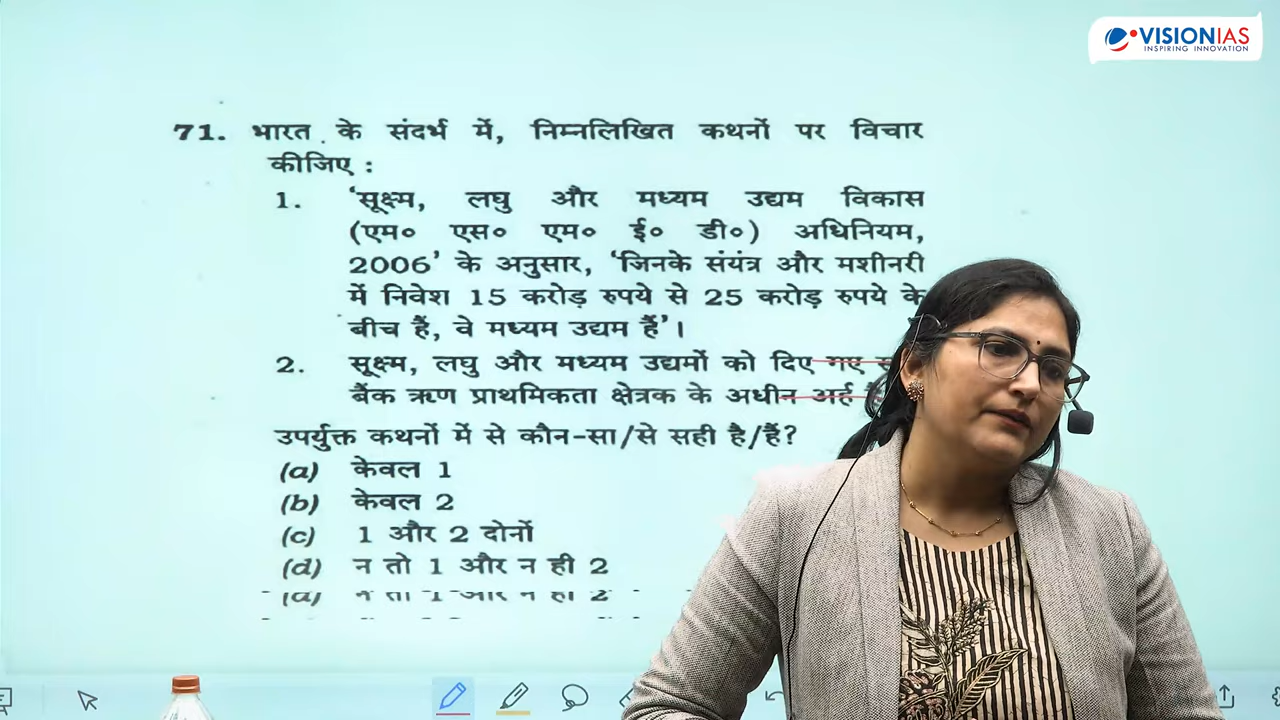 VISIONIAS
INSPIRING INNOVATION
71. भारत के संदर्भ में, निम्नलिखित कथनों पर विचार
कीजिए :
1. 'सूक्ष्म, लघु और मध्यम उद्यम विकास
(एम० एस० एम० ई० डी०) अधिनियम,
2006' के अनुसार, 'जिनके संयंत्र और मशीनरी
में निवेश 15 करोड़ रुपये से 25 करोड़ रुपये के
बीच हैं, वे मध्यम उद्यम हैं'।
2. सूक्ष्म, लघु और मध्यम उद्यमों को दिए गए
बैंक ऋण प्राथमिकता क्षेत्रक के अधीन अर्ह
उपर्युक्त कथनों में से कौन-सा/से सही है/हैं?
(a) केवल 1
(b) केवल 2
(c) 1 और 2 दोनों
(d) न तो 1 और न ही 2